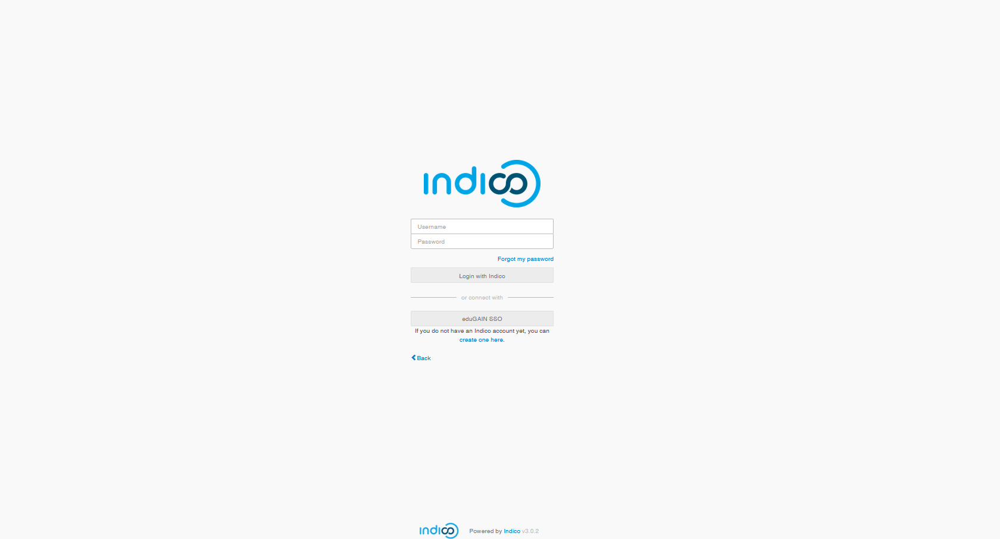 indico
Username
Password
Forgot my password
Login with Indico
or connect with
eduGAIN SSO
If you do not have an Indico account yet, you can
create one here.
Back
indico
Powered by Indico v3.0.2